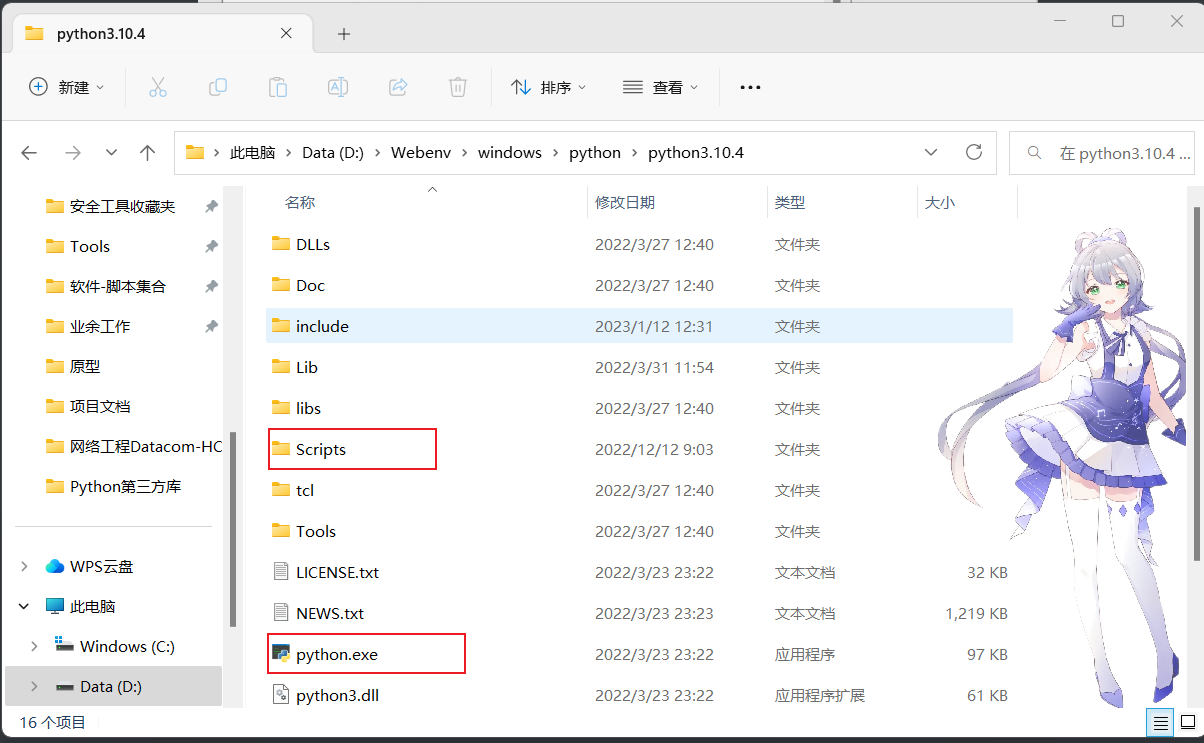 python3.10.4
新建
排序
查看
此电脑 Data (D:) Webenv windows python python3.10.4
在 python3.10.4 ...
安全工具收藏夹
Tools
软件-脚本集合
业余工作
原型
项目文档
网络工程Datacom-HC
Python第三方库
WPS云盘
此电脑
Windows (C:)
Data (D:)
名称 修改日期 类型 大小
DLLs 2022/3/27 12:40 文件夹
Doc 2022/3/27 12:40 文件夹
include 2023/1/12 12:31 文件夹
Lib 2022/3/31 11:54 文件夹
libs 2022/3/27 12:40 文件夹
Scripts 2022/12/12 9:03 文件夹
tcl 2022/3/27 12:40 文件夹
Tools 2022/3/27 12:40 文件夹
LICENSE.txt 2022/3/23 23:22 文本文档 32 KB
NEWS.txt 2022/3/23 23:23 文本文档 1,219 KB
python.exe 2022/3/23 23:22 应用程序 97 KB
python3.dll 2022/3/23 23:22 应用程序扩展 61 KB
16 个项目